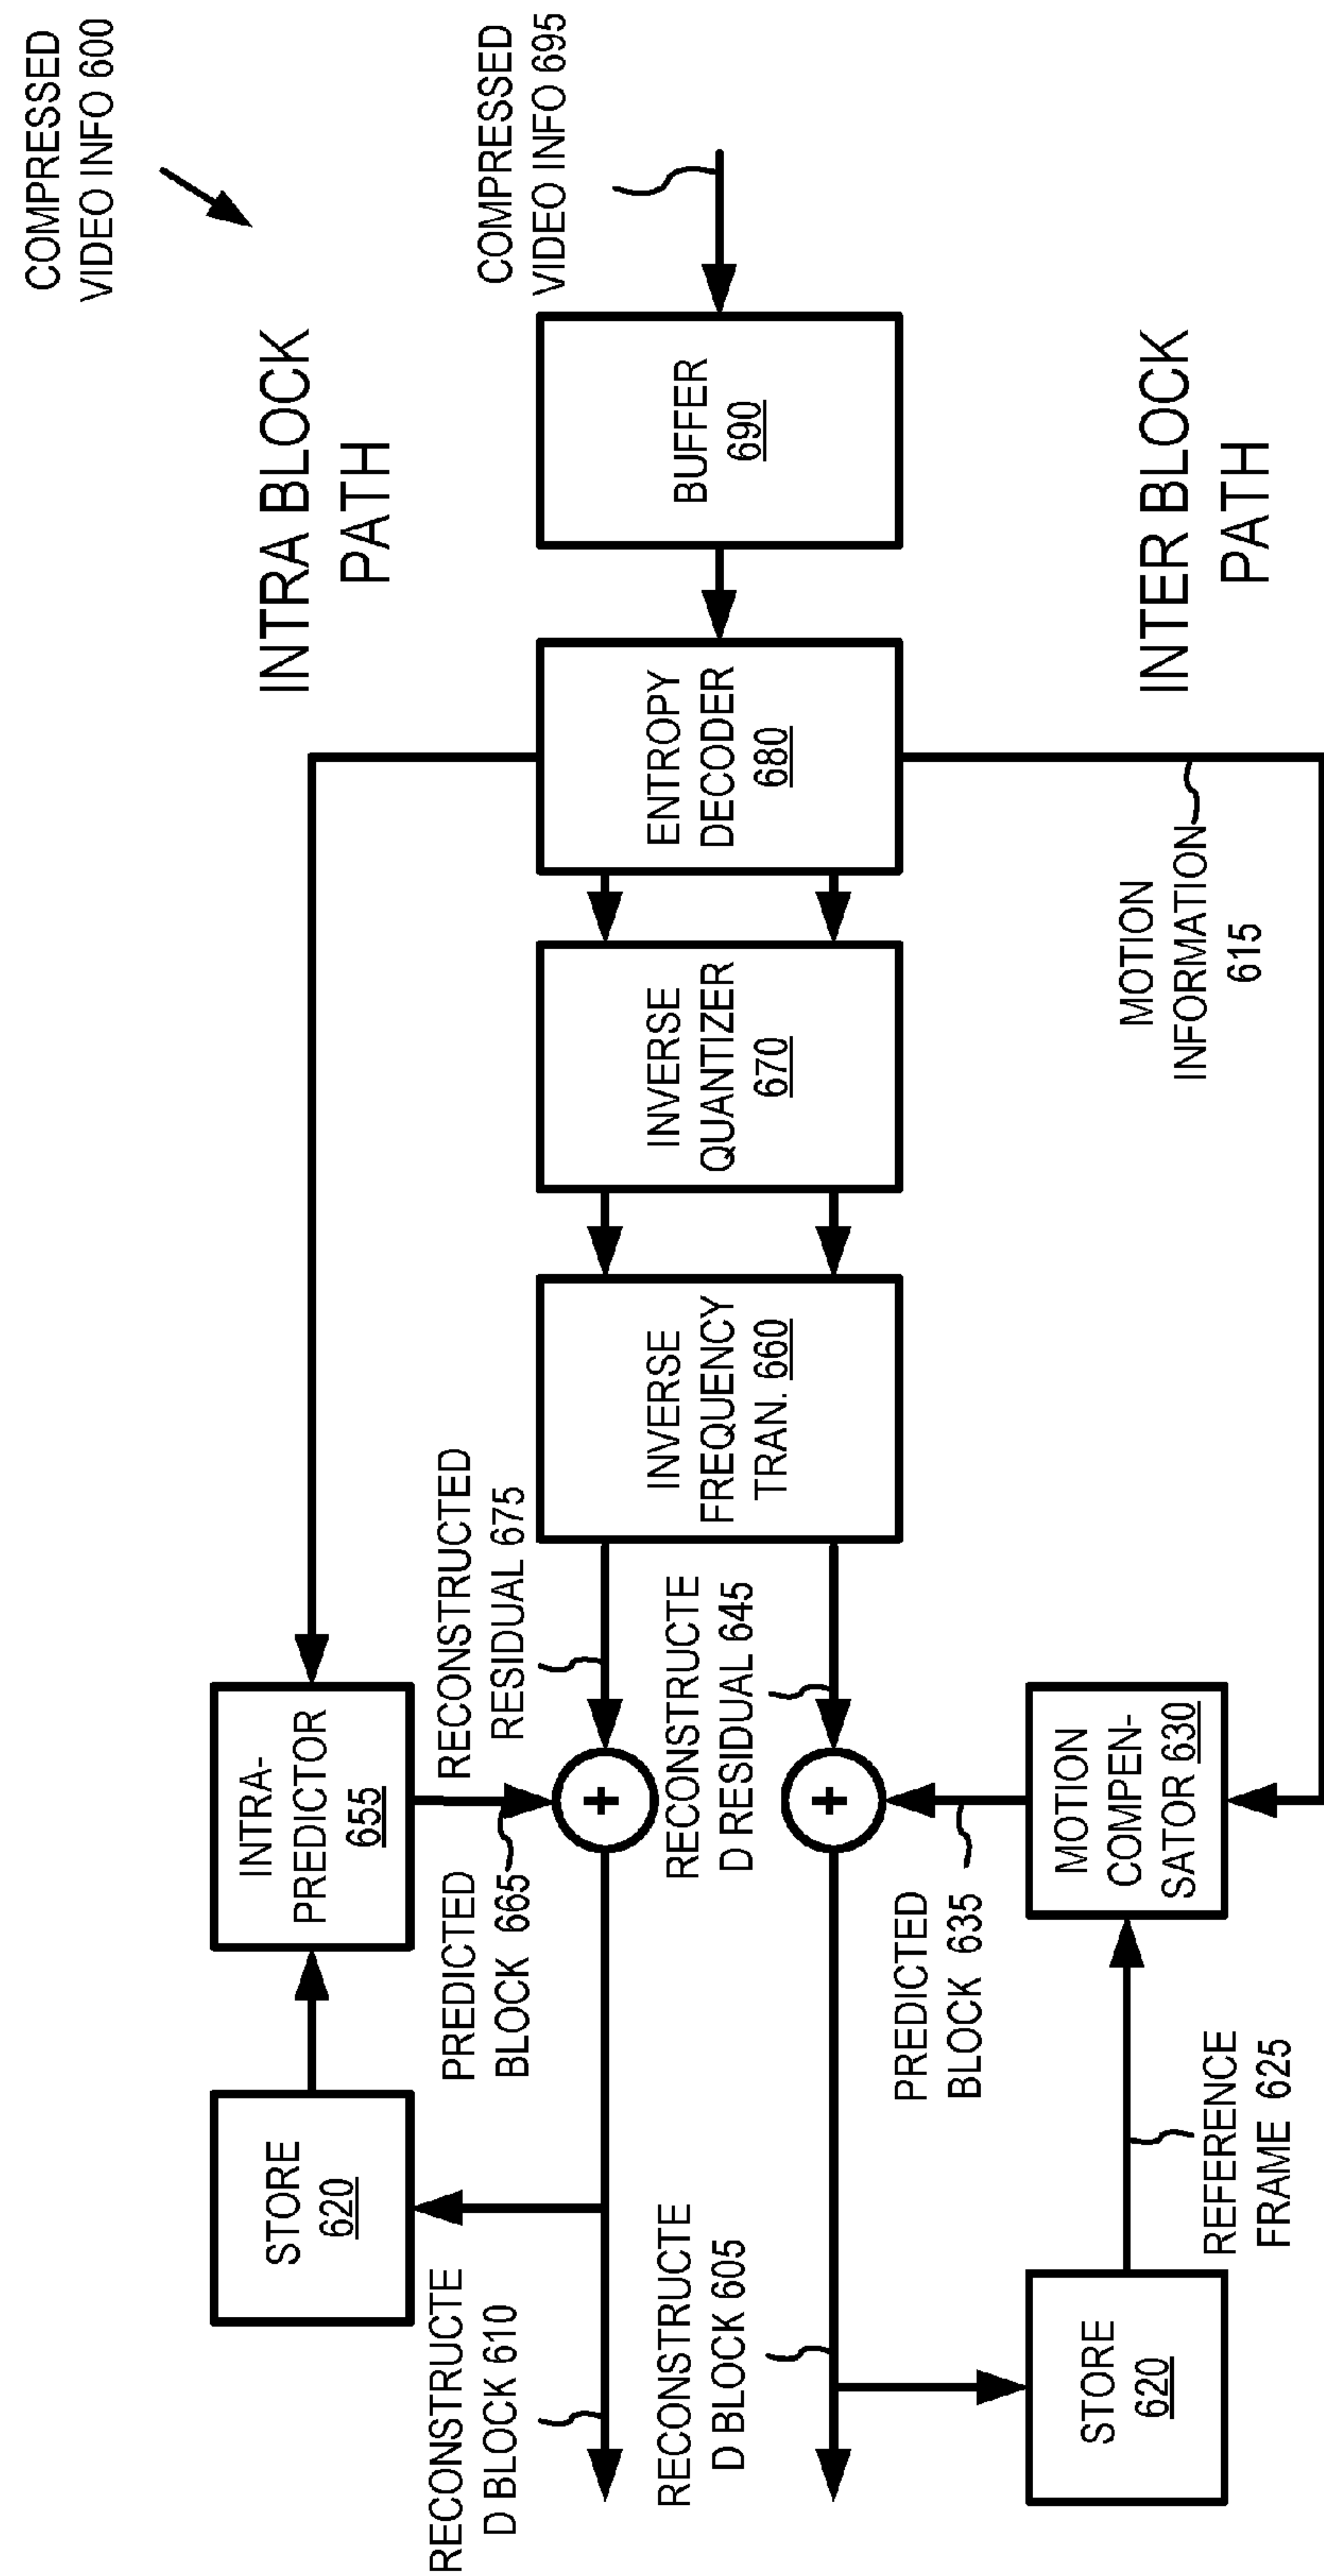 COMPRESSED
VIDEO INFO 600
INTRA BLOCK
PATH
COMPRESSED
VIDEO INFO 695
BUFFER
690
ENTROPY
DECODER
680
INVERSE
QUANTIZER
670
INVERSE
FREQUENCY
TRAN. 660
INTER BLOCK
PATH
MOTION
INFORMATION
615
INTRA-
PREDICTOR
655
RECONSTRUCTED
RESIDUAL 675
PREDICTED
BLOCK 665
+
RECONSTRUCTE
D RESIDUAL 645
+
PREDICTED
BLOCK 635
MOTION
COMPEN-
SATOR 630
STORE
620
RECONSTRUCTE
D BLOCK 610
RECONSTRUCTE
D BLOCK 605
REFERENCE
FRAME 625
STORE
620